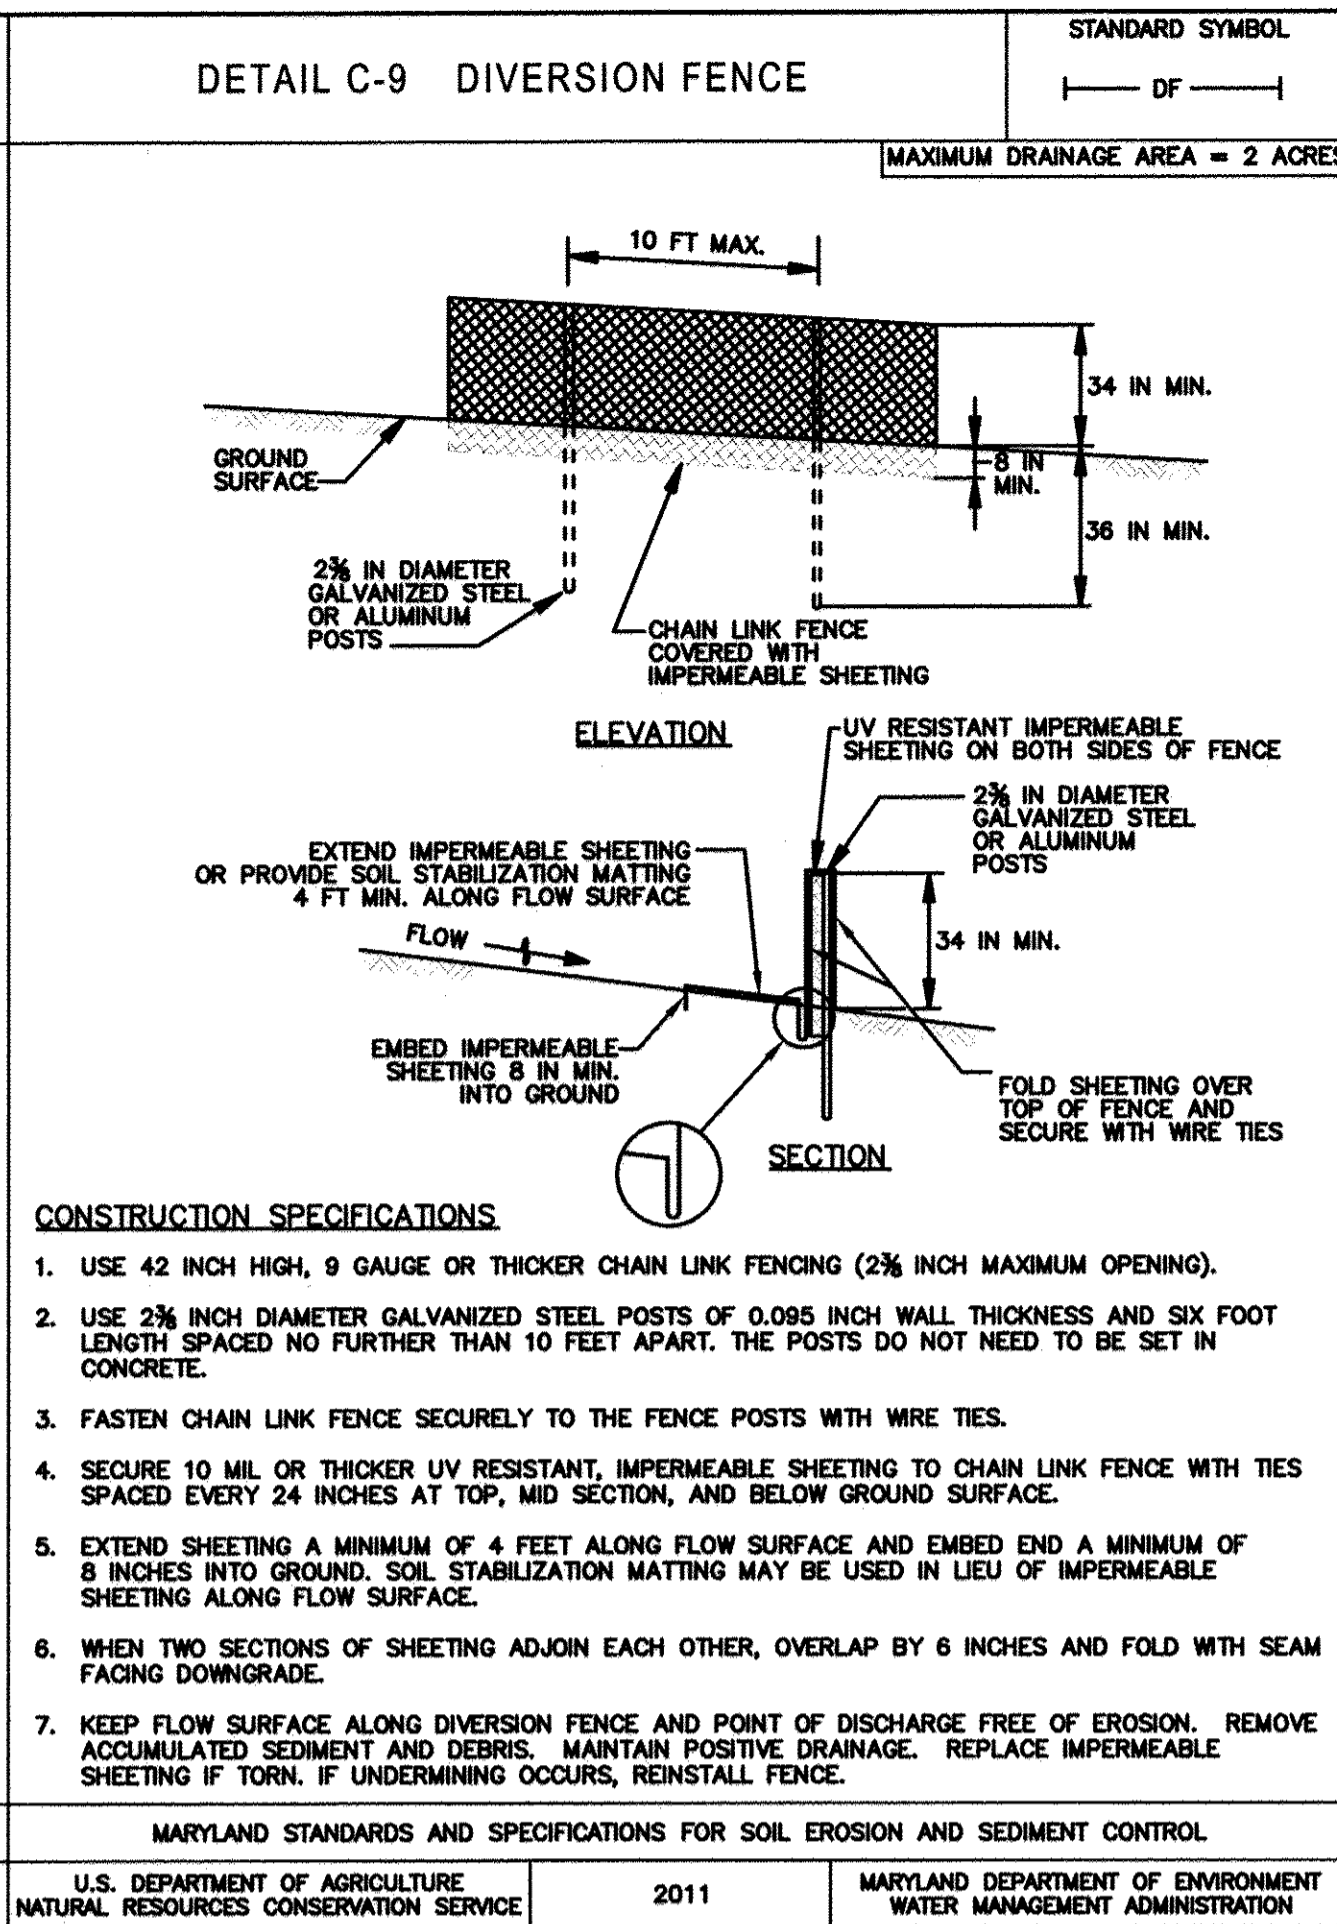 DETAIL C-9 DIVERSION FENCE
STANDARD SYMBOL
DF
MAXIMUM DRAINAGE AREA = 2 ACRES
10 FT MAX.
34 IN MIN.
GROUND
SURFACE
8 IN
MIN.
36 IN MIN.
2⅜ IN DIAMETER
GALVANIZED STEEL
OR ALUMINUM
POSTS
CHAIN LINK FENCE
COVERED WITH
IMPERMEABLE SHEETING
ELEVATION
UV RESISTANT IMPERMEABLE
SHEETING ON BOTH SIDES OF FENCE
2⅜ IN DIAMETER
GALVANIZED STEEL
OR ALUMINUM
POSTS
EXTEND IMPERMEABLE SHEETING
OR PROVIDE SOIL STABILIZATION MATTING
4 FT MIN. ALONG FLOW SURFACE
FLOW
34 IN MIN.
EMBED IMPERMEABLE
SHEETING 8 IN MIN.
INTO GROUND
FOLD SHEETING OVER
TOP OF FENCE AND
SECURE WITH WIRE TIES
SECTION
CONSTRUCTION SPECIFICATIONS
1. USE 42 INCH HIGH, 9 GAUGE OR THICKER CHAIN LINK FENCING (2⅜ INCH MAXIMUM OPENING).
2. USE 2⅜ INCH DIAMETER GALVANIZED STEEL POSTS OF 0.095 INCH WALL THICKNESS AND SIX FOOT
LENGTH SPACED NO FURTHER THAN 10 FEET APART. THE POSTS DO NOT NEED TO BE SET IN
CONCRETE.
3. FASTEN CHAIN LINK FENCE SECURELY TO THE FENCE POSTS WITH WIRE TIES.
4. SECURE 10 MIL OR THICKER UV RESISTANT, IMPERMEABLE SHEETING TO CHAIN LINK FENCE WITH TIES
SPACED EVERY 24 INCHES AT TOP, MID SECTION, AND BELOW GROUND SURFACE.
5. EXTEND SHEETING A MINIMUM OF 4 FEET ALONG FLOW SURFACE AND EMBED END A MINIMUM OF
8 INCHES INTO GROUND. SOIL STABILIZATION MATTING MAY BE USED IN LIEU OF IMPERMEABLE
SHEETING ALONG FLOW SURFACE.
6. WHEN TWO SECTIONS OF SHEETING ADJOIN EACH OTHER, OVERLAP BY 6 INCHES AND FOLD WITH SEAM
FACING DOWNGRADE.
7. KEEP FLOW SURFACE ALONG DIVERSION FENCE AND POINT OF DISCHARGE FREE OF EROSION. REMOVE
ACCUMULATED SEDIMENT AND DEBRIS. MAINTAIN POSITIVE DRAINAGE. REPLACE IMPERMEABLE
SHEETING IF TORN. IF UNDERMINING OCCURS, REINSTALL FENCE.
MARYLAND STANDARDS AND SPECIFICATIONS FOR SOIL EROSION AND SEDIMENT CONTROL
U.S. DEPARTMENT OF AGRICULTURE
NATURAL RESOURCES CONSERVATION SERVICE
2011
MARYLAND DEPARTMENT OF ENVIRONMENT
WATER MANAGEMENT ADMINISTRATION